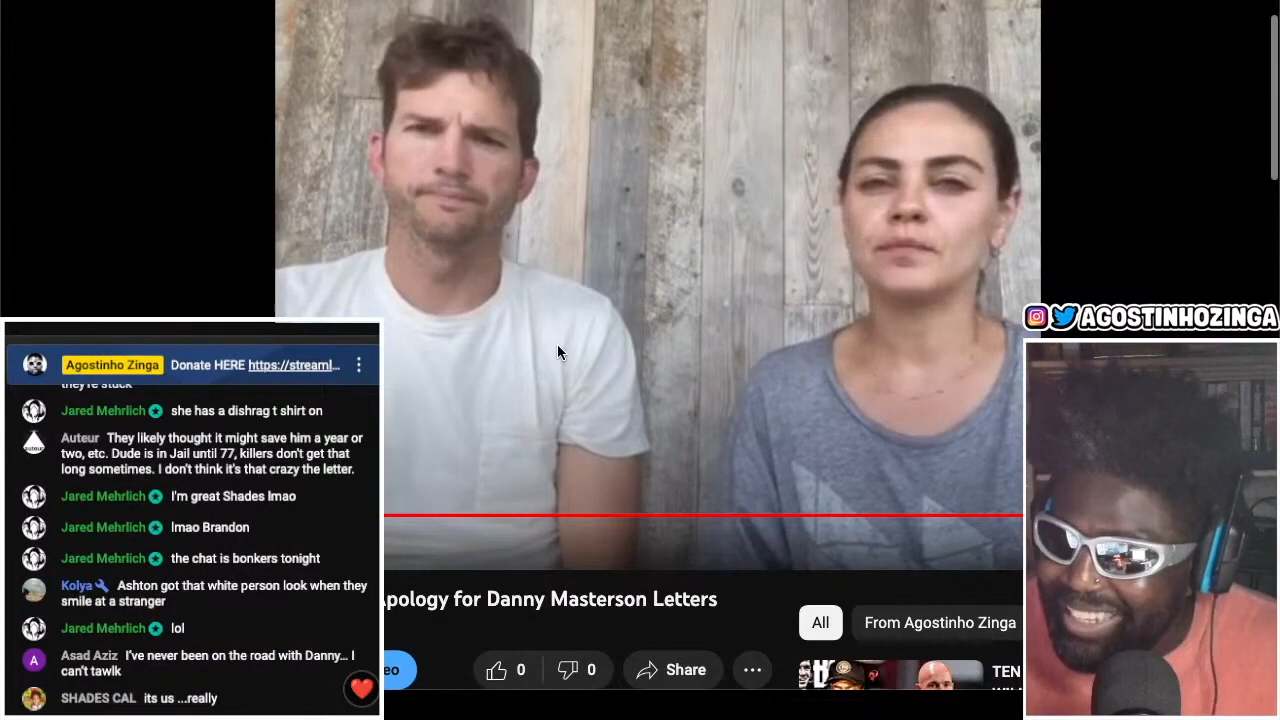 AGOSTINHOZINGA
Agostinho Zinga Donate HERE https://streaml...
they're stuck
Jared Mehrlich she has a dishrag t shirt on
Auteur They likely thought it might save him a year or
two, etc. Dude is in Jail until 77, killers don't get that
long sometimes. I don't think it's that crazy the letter.
Jared Mehrlich I'm great Shades lmao
Jared Mehrlich lmao Brandon
Jared Mehrlich the chat is bonkers tonight
Kolya Ashton got that white person look when they
smile at a stranger
Jared Mehrlich lol
A Asad Aziz I've never been on the road with Danny... I
can't tawlk
SHADES CAL its us ...really
Apology for Danny Masterson Letters
eo
0
0
Share
All
From Agostinho Zinga
TEN